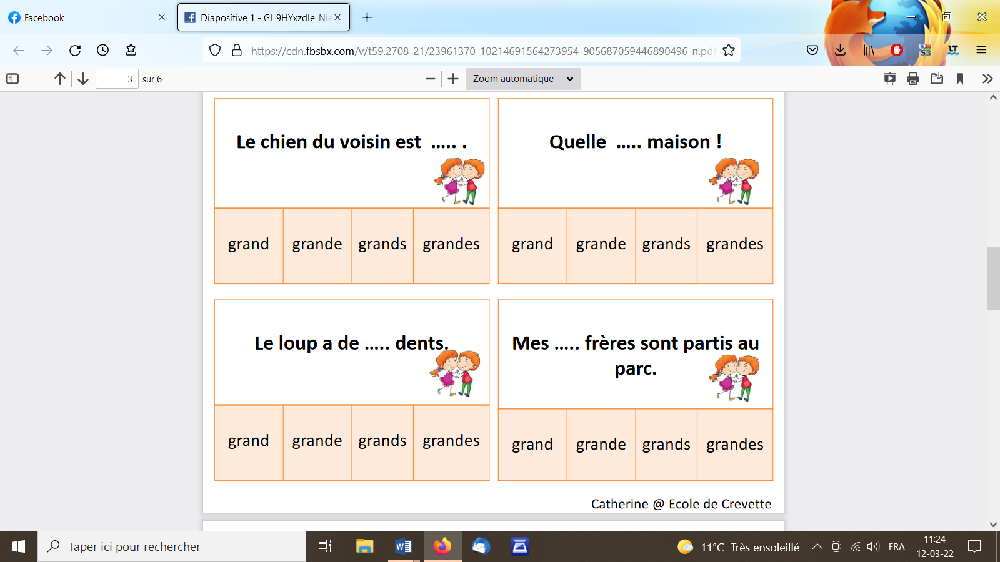 Facebook
Diapositive 1 - GI_9HYxzdIe_Nie
https://cdn.fbsbx.com/v/t59.2708-21/23961370_10214691564273954_905687059446890496_n.pdf
S3
LT
3 sur 6
Zoom automatique
Le chien du voisin est ….. .
grand grande grands grandes
Quelle ….. maison !
grand grande grands grandes
Le loup a de ….. dents.
grand grande grands grandes
Mes ….. frères sont partis au
parc.
grand grande grands grandes
Catherine @ Ecole de Crevette
Taper ici pour rechercher
11°C Très ensoleillé
FRA
11:24
12-03-22